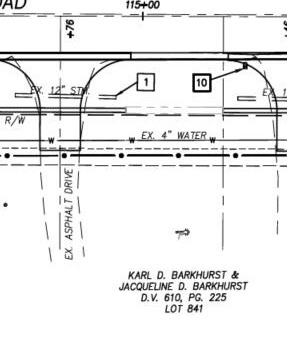 OAD
115+00
+76
1
10
EX. 12" STM.
EX. 1
R/W
W
W
EX. 4" WATER
W
W
EX. ASPHALT DRIVE
KARL D. BARKHURST &
JACQUELINE D. BARKHURST
D.V. 610, PG. 225
LOT 841